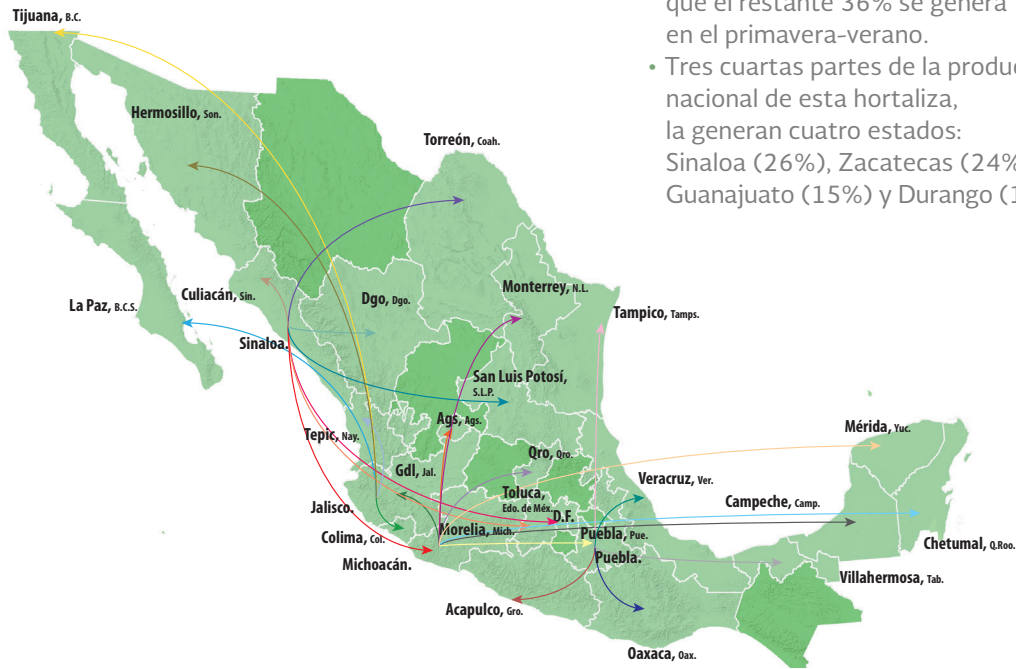 que el restante 36% se genera
en el primavera-verano.
• Tres cuartas partes de la produc
nacional de esta hortaliza,
la generan cuatro estados:
Sinaloa (26%), Zacatecas (24%
Guanajuato (15%) y Durango (1
Tijuana, B.C.
Hermosillo, Son.
Torreón, Coah.
La Paz, B.C.S.
Culiacán, Sin.
Dgo, Dgo.
Monterrey, N.L.
Tampico, Tamps.
Sinaloa.
San Luis Potosí,
S.L.P.
Ags, Ags.
Tepic, Nay.
Mérida, Yuc.
Gdl, Jal.
Qro, Qro.
Veracruz, Ver.
Toluca,
Edo. de Méx.
Campeche, Camp.
Jalisco.
D.F.
Colima, Col.
Morelia, Mich.
Puebla, Pue.
Chetumal, Q.Roo.
Michoacán.
Puebla.
Villahermosa, Tab.
Acapulco, Gro.
Oaxaca, Oax.